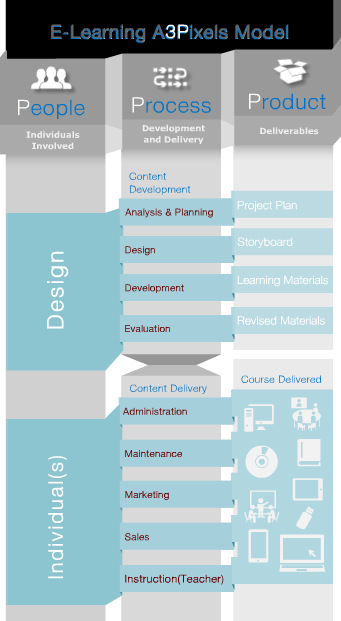 E-Learning A3Pixels Model
People
Process
Product
Individuals
Involved
Development
and Delivery
Deliverables
Content
Development
Design
Analysis & Planning
Project Plan
Design
Storyboard
Development
Learning Materials
Evaluation
Revised Materials
Content Delivery
Course Delivered
Individual(s)
Administration
Maintenance
Marketing
Sales
Instruction(Teacher)